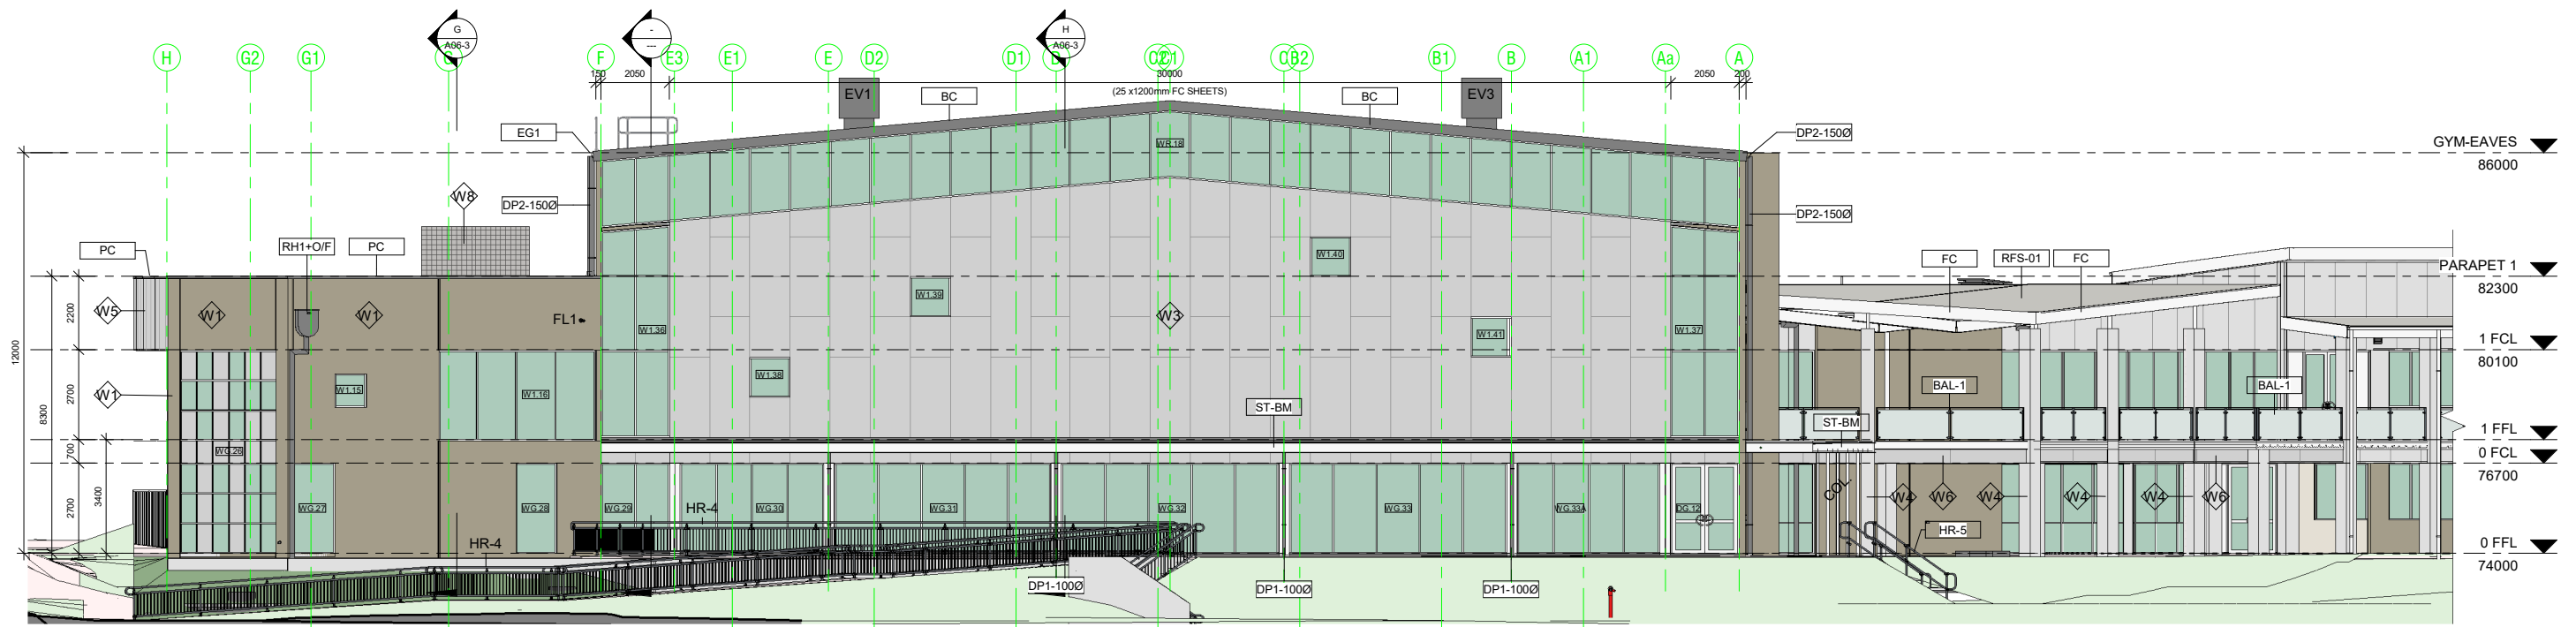 G
A06-3
-
---
H
A06-3
H
G2
G1
G
F
E3
E1
E
D2
D1
D
C2
C1
C
B2
B1
B
A1
Aa
A
150
2050
30000
2050
200
(25 x1200mm FC SHEETS)
EV1
BC
BC
EV3
EG1
DP2-150Ø
GYM-EAVES
86000
WR.18
W8
DP2-150Ø
DP2-150Ø
RH1+O/F
PC
PC
FC
RFS-01
FC
W1.40
PARAPET 1
82300
W1.39
W5
W1
W1
FL1
W3
W1.36
W1.41
W1.37
2200
12000
1 FCL
80100
W1.38
W1.15
W1.16
W1
2700
8300
BAL-1
BAL-1
ST-BM
ST-BM
1 FFL
0 FCL
76700
700
WG.26
3400
2700
COL.
W4
W6
W4
W4
W4
W6
WG.27
WG.28
WG.29
HR-4
WG.30
WG.31
WG.32
WG.33
WG.33A
DG.12
HR-5
HR-4
0 FFL
74000
DP1-100Ø
DP1-100Ø
DP1-100Ø